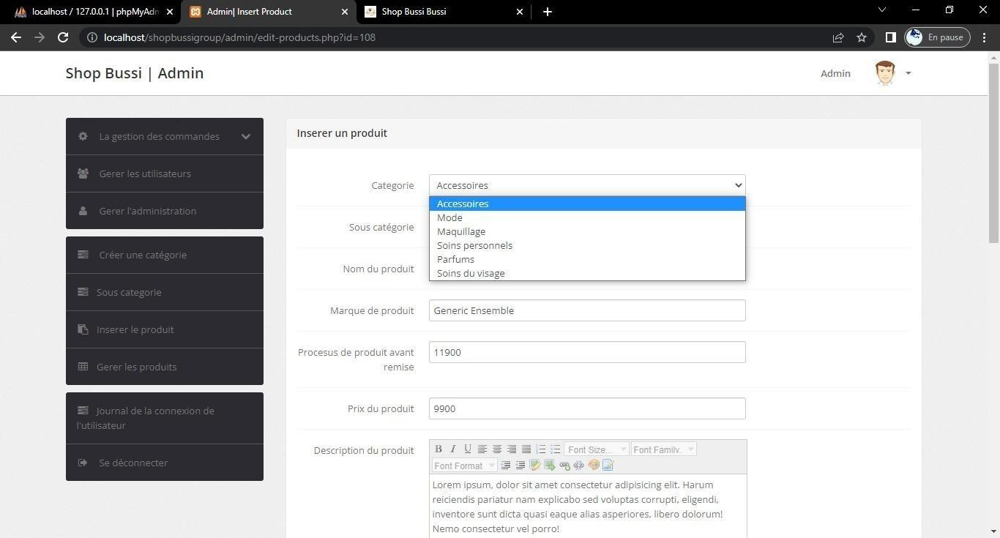 localhost / 127.0.0.1 | phpMyAdm
Admin| Insert Product
Shop Bussi Bussi
localhost/shopbussigroup/admin/edit-products.php?id=108
En pause
Shop Bussi | Admin
Admin
La gestion des commandes
Gerer les utilisateurs
Gerer l'administration
Créer une catégorie
Sous categorie
Inserer le produit
Gerer les produits
Journal de la connexion de
l'utilisateur
Se déconnecter
Inserer un produit
Categorie
Accessoires
Accessoires
Mode
Maquillage
Soins personnels
Parfums
Soins du visage
Sous catégorie
Nom du produit
Marque de produit
Generic Ensemble
Procesus de produit avant
remise
11900
Prix du produit
9900
Description du produit
B I U
Font Size...
Font Family.
Font Format
Lorem ipsum, dolor sit amet consectetur adipisicing elit. Harum
reiciendis pariatur nam explicabo sed voluptas corrupti, eligendi,
inventore sunt dicta quasi eaque alias asperiores, libero dolorum!
Nemo consectetur vel porro!